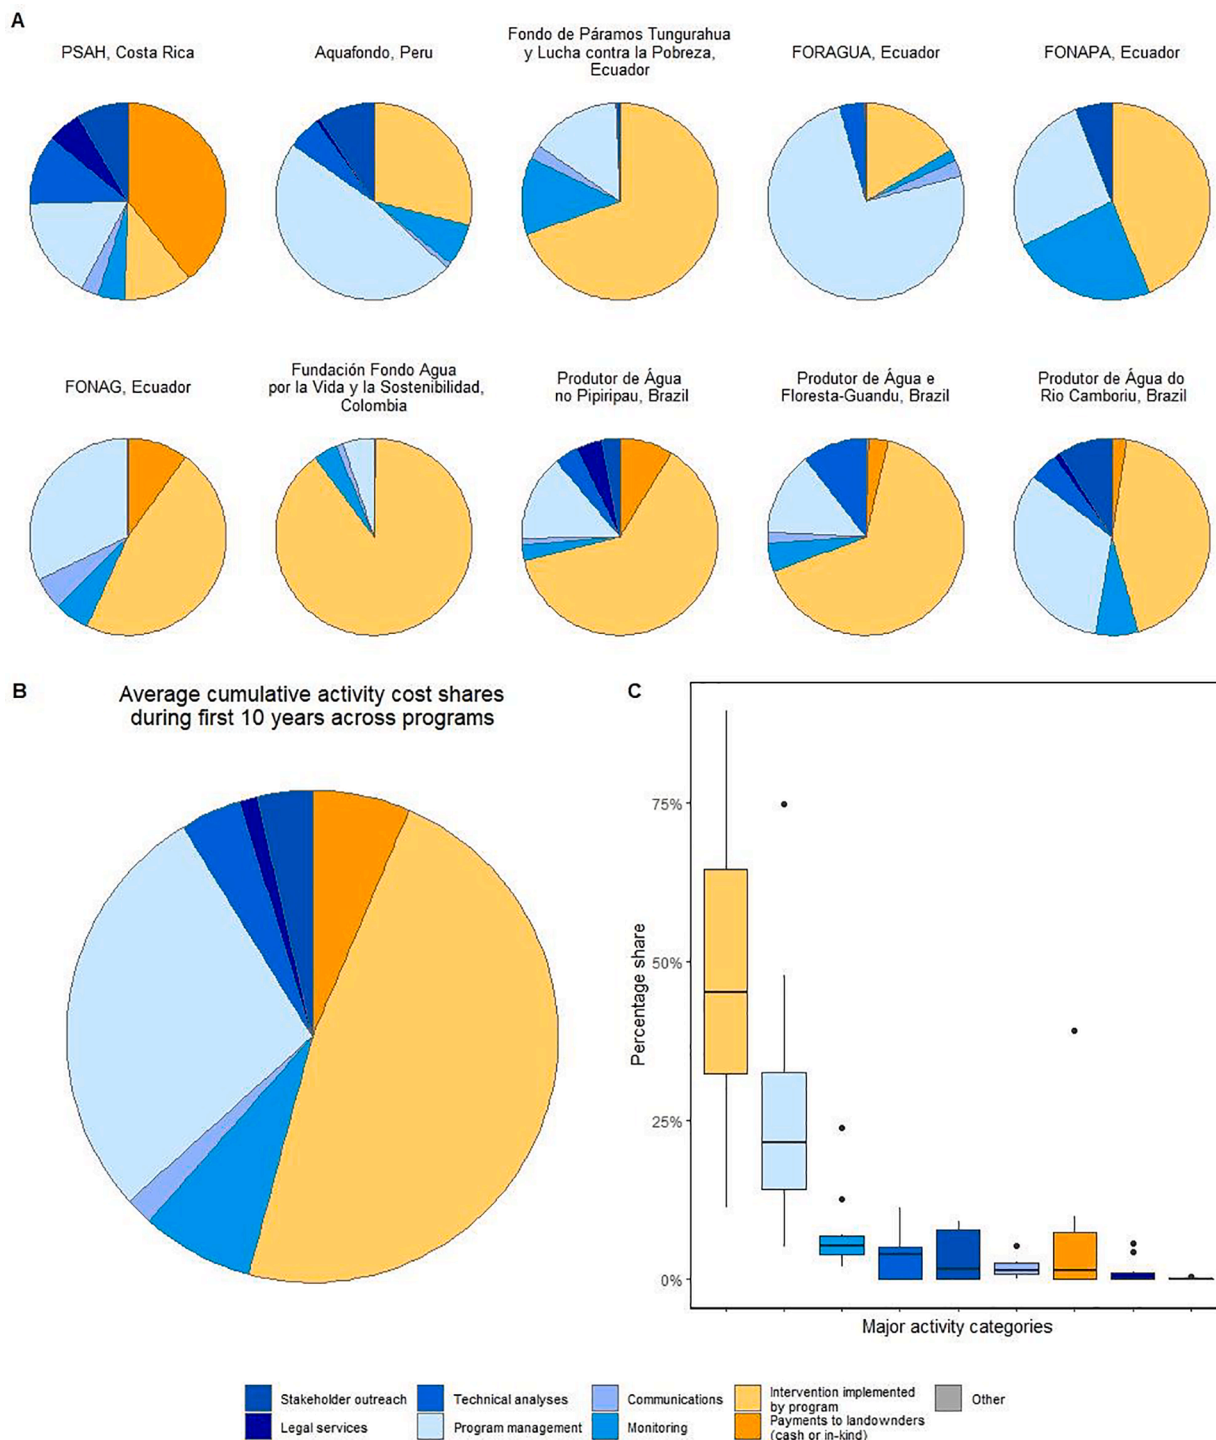 A
PSAH, Costa Rica
Aquafondo, Peru
Fondo de Páramos Tungurahua
y Lucha contra la Pobreza,
Ecuador
FORAGUA, Ecuador
FONAPA, Ecuador
FONAG, Ecuador
Fundación Fondo Agua
por la Vida y la Sostenibilidad,
Colombia
Produtor de Água
no Pipiripau, Brazil
Produtor de Água e
Floresta-Guandu, Brazil
Produtor de Água do
Rio Camboriu, Brazil
B
Average cumulative activity cost shares
during first 10 years across programs
C
Percentage share
75%
50%
25%
0%
Major activity categories
Stakeholder outreach
Legal services
Technical analyses
Program management
Communications
Monitoring
Intervention implemented
by program
Payments to landownders
(cash or in-kind)
Other